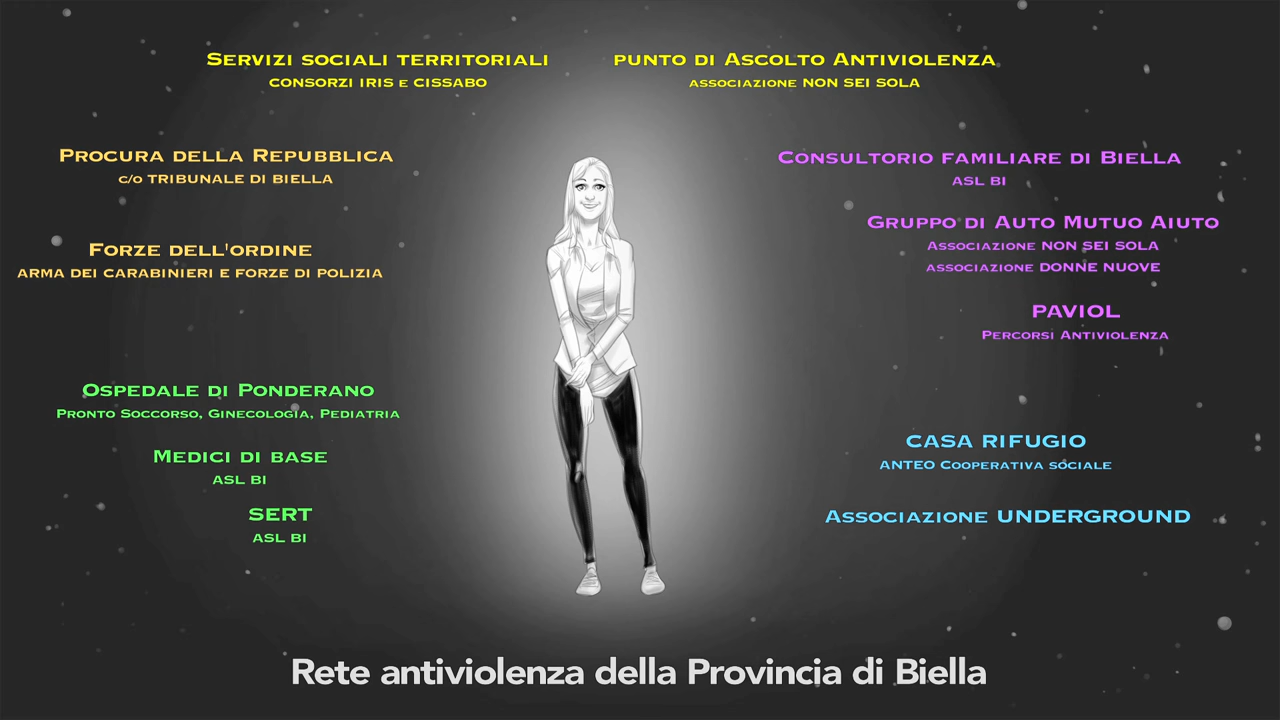 Servizi sociali territoriali
consorzi IRIS e CISSABO
punto di Ascolto Antiviolenza
associazione NON SEI SOLA
Procura della Repubblica
c/o TRIBUNALE DI BIELLA
Forze dell'ordine
ARMA DEI CARABINIERI E FORZE DI POLIZIA
Ospedale di Ponderano
Pronto Soccorso, Ginecologia, Pediatria
Medici di base
ASL BI
SERT
ASL BI
Consultorio familiare di Biella
ASL BI
Gruppo di Auto Mutuo Aiuto
Associazione NON SEI SOLA
associazione DONNE NUOVE
PAVIOL
Percorsi Antiviolenza
CASA RIFUGIO
ANTEO Cooperativa sociale
Associazione UNDERGROUND
Rete antiviolenza della Provincia di Biella